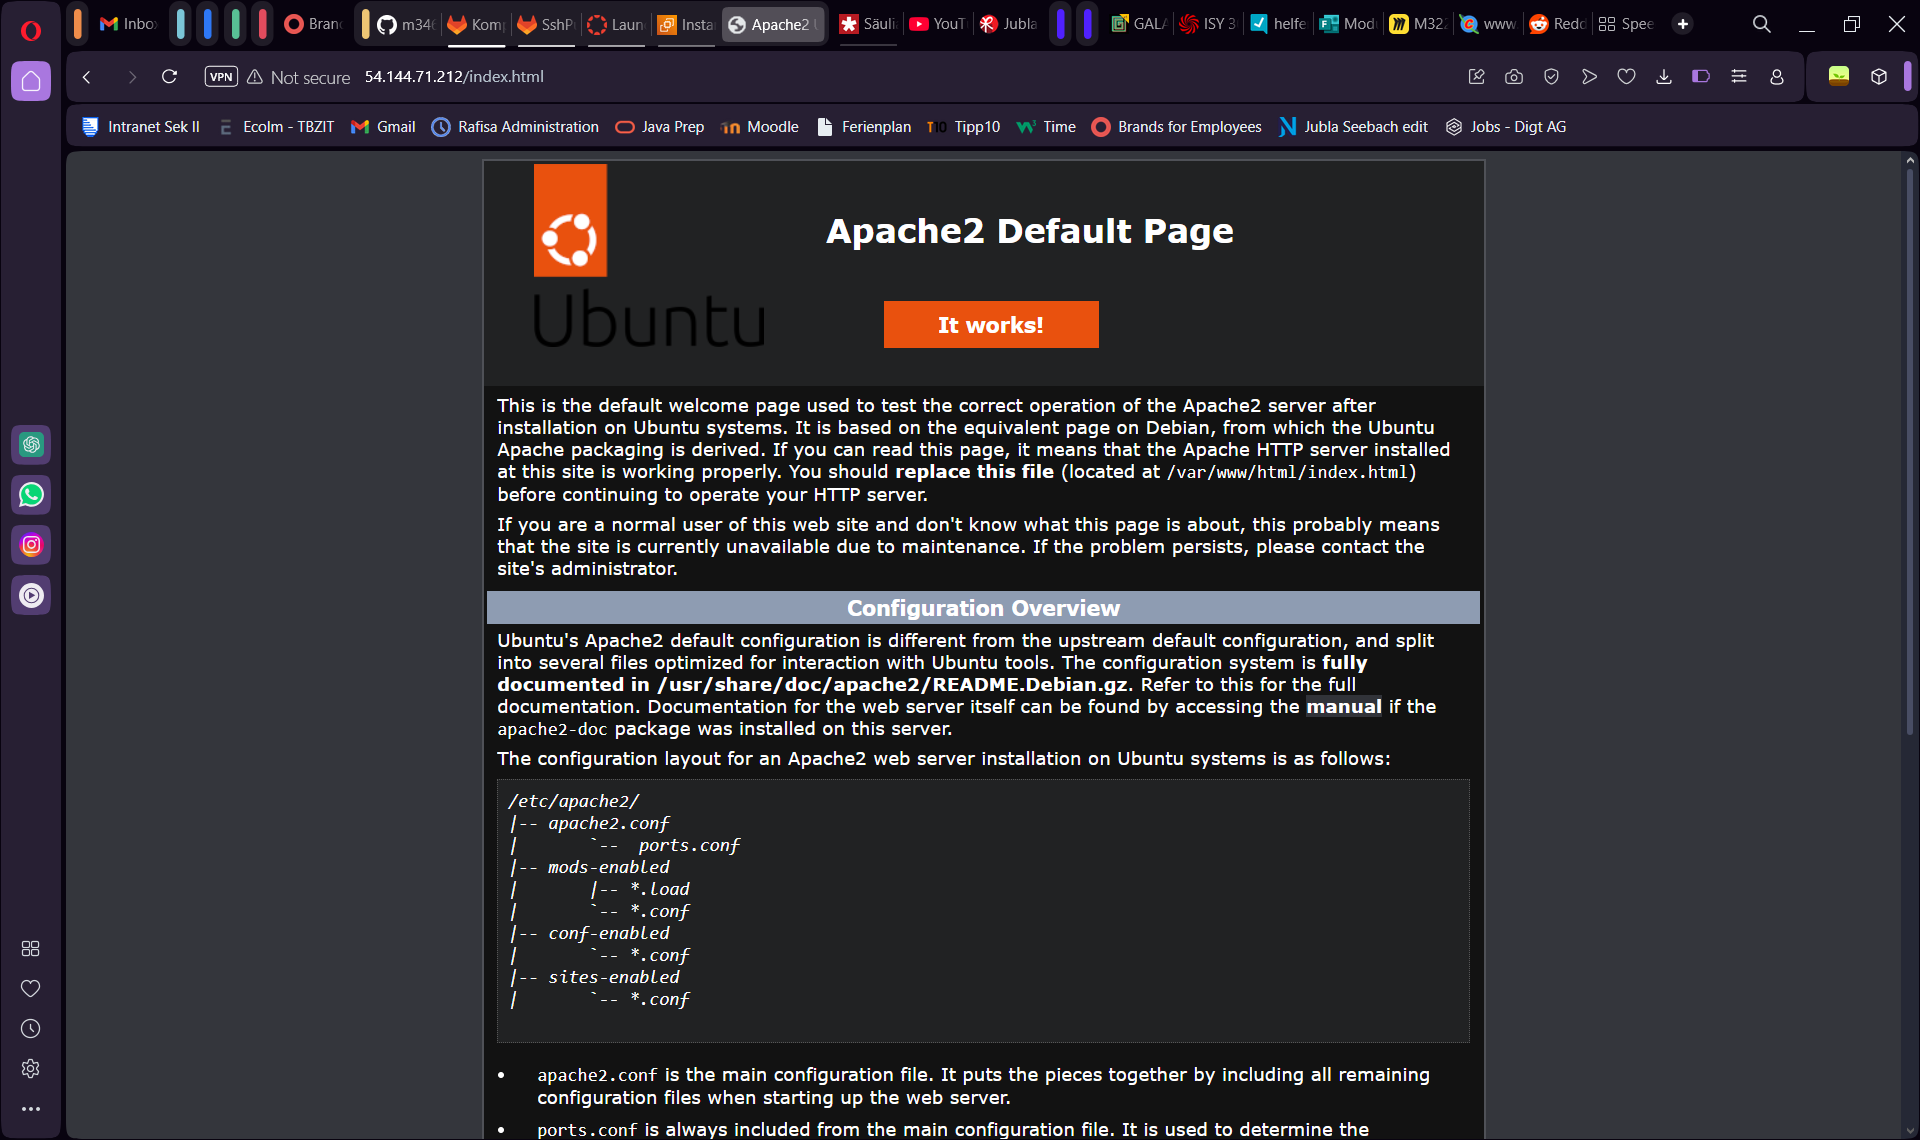 Inbo
Bran
m346
Kom
SshP
Laun
Insta
Apache2 U
Säuli
YouT
Jubla
GALA
ISY 3
helfe
Mod
M322
www
Redd
Spee
VPN
Not secure
54.144.71.212/index.html
Intranet Sek II
Ecolm - TBZIT
Gmail
Rafisa Administration
Java Prep
Moodle
Ferienplan
T10 Tipp10
Time
Brands for Employees
Jubla Seebach edit
Jobs - Digt AG
Ubuntu
Apache2 Default Page
It works!
This is the default welcome page used to test the correct operation of the Apache2 server after
installation on Ubuntu systems. It is based on the equivalent page on Debian, from which the Ubuntu
Apache packaging is derived. If you can read this page, it means that the Apache HTTP server installed
at this site is working properly. You should replace this file (located at /var/www/html/index.html)
before continuing to operate your HTTP server.
If you are a normal user of this web site and don't know what this page is about, this probably means
that the site is currently unavailable due to maintenance. If the problem persists, please contact the
site's administrator.
Configuration Overview
Ubuntu's Apache2 default configuration is different from the upstream default configuration, and split
into several files optimized for interaction with Ubuntu tools. The configuration system is fully
documented in /usr/share/doc/apache2/README.Debian.gz. Refer to this for the full
documentation. Documentation for the web server itself can be found by accessing the manual if the
apache2-doc package was installed on this server.
The configuration layout for an Apache2 web server installation on Ubuntu systems is as follows:
/etc/apache2/
|-- apache2.conf
|       `--  ports.conf
|-- mods-enabled
|       |-- *.load
|       `-- *.conf
|-- conf-enabled
|       `-- *.conf
|-- sites-enabled
|       `-- *.conf
• apache2.conf is the main configuration file. It puts the pieces together by including all remaining
configuration files when starting up the web server.
• ports.conf is always included from the main configuration file. It is used to determine the